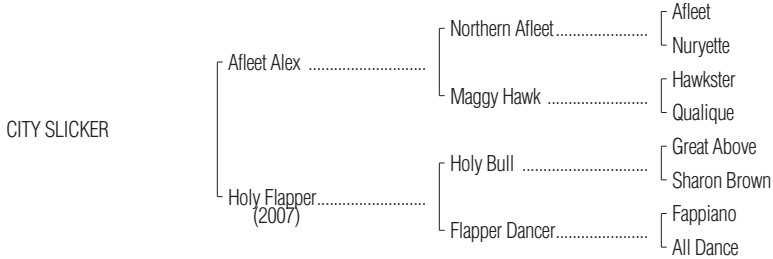 Afleet
Northern Afleet
Nuryette
Afleet Alex
Hawkster
Maggy Hawk
Qualique
CITY SLICKER
Great Above
Holy Bull
Sharon Brown
Holy Flapper
(2007)
Fappiano
Flapper Dancer
All Dance